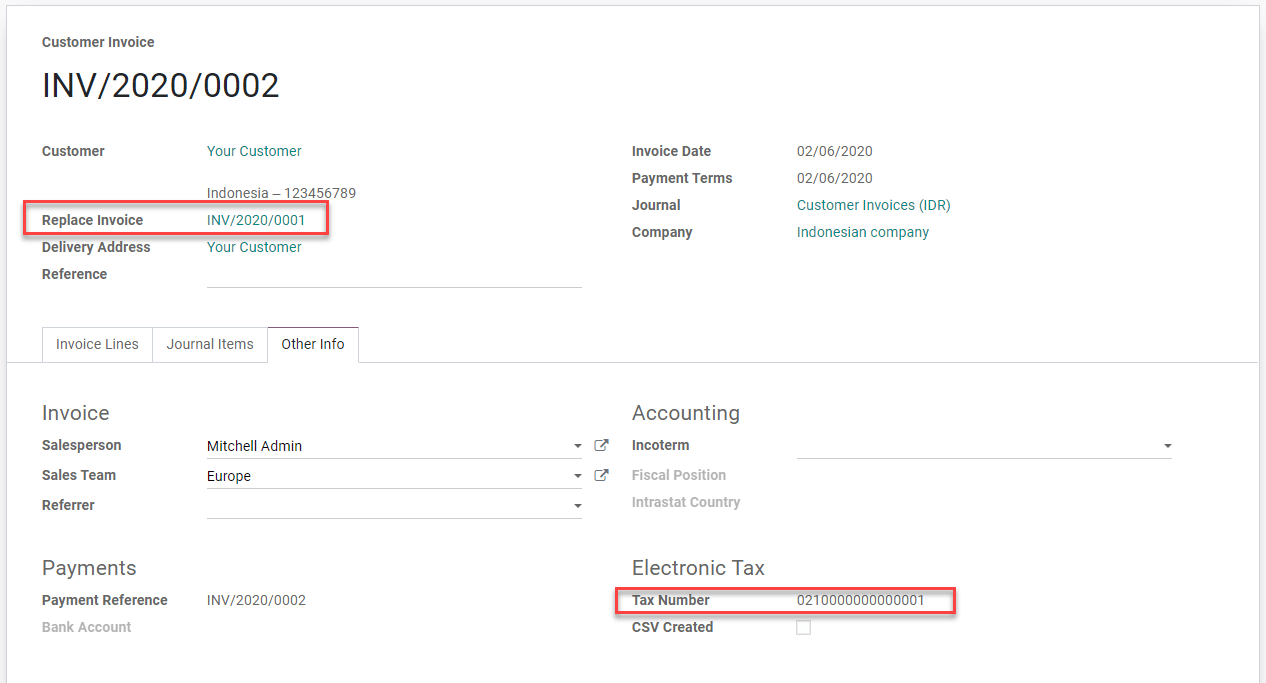 Customer Invoice
INV/2020/0002
Customer Your Customer
Indonesia – 123456789
Replace Invoice INV/2020/0001
Delivery Address Your Customer
Reference
Invoice Date 02/06/2020
Payment Terms 02/06/2020
Journal Customer Invoices (IDR)
Company Indonesian company
Invoice Lines Journal Items Other Info
Invoice
Salesperson Mitchell Admin
Sales Team Europe
Referrer
Accounting
Incoterm
Fiscal Position
Intrastat Country
Payments
Payment Reference INV/2020/0002
Bank Account
Electronic Tax
Tax Number 0210000000000001
CSV Created